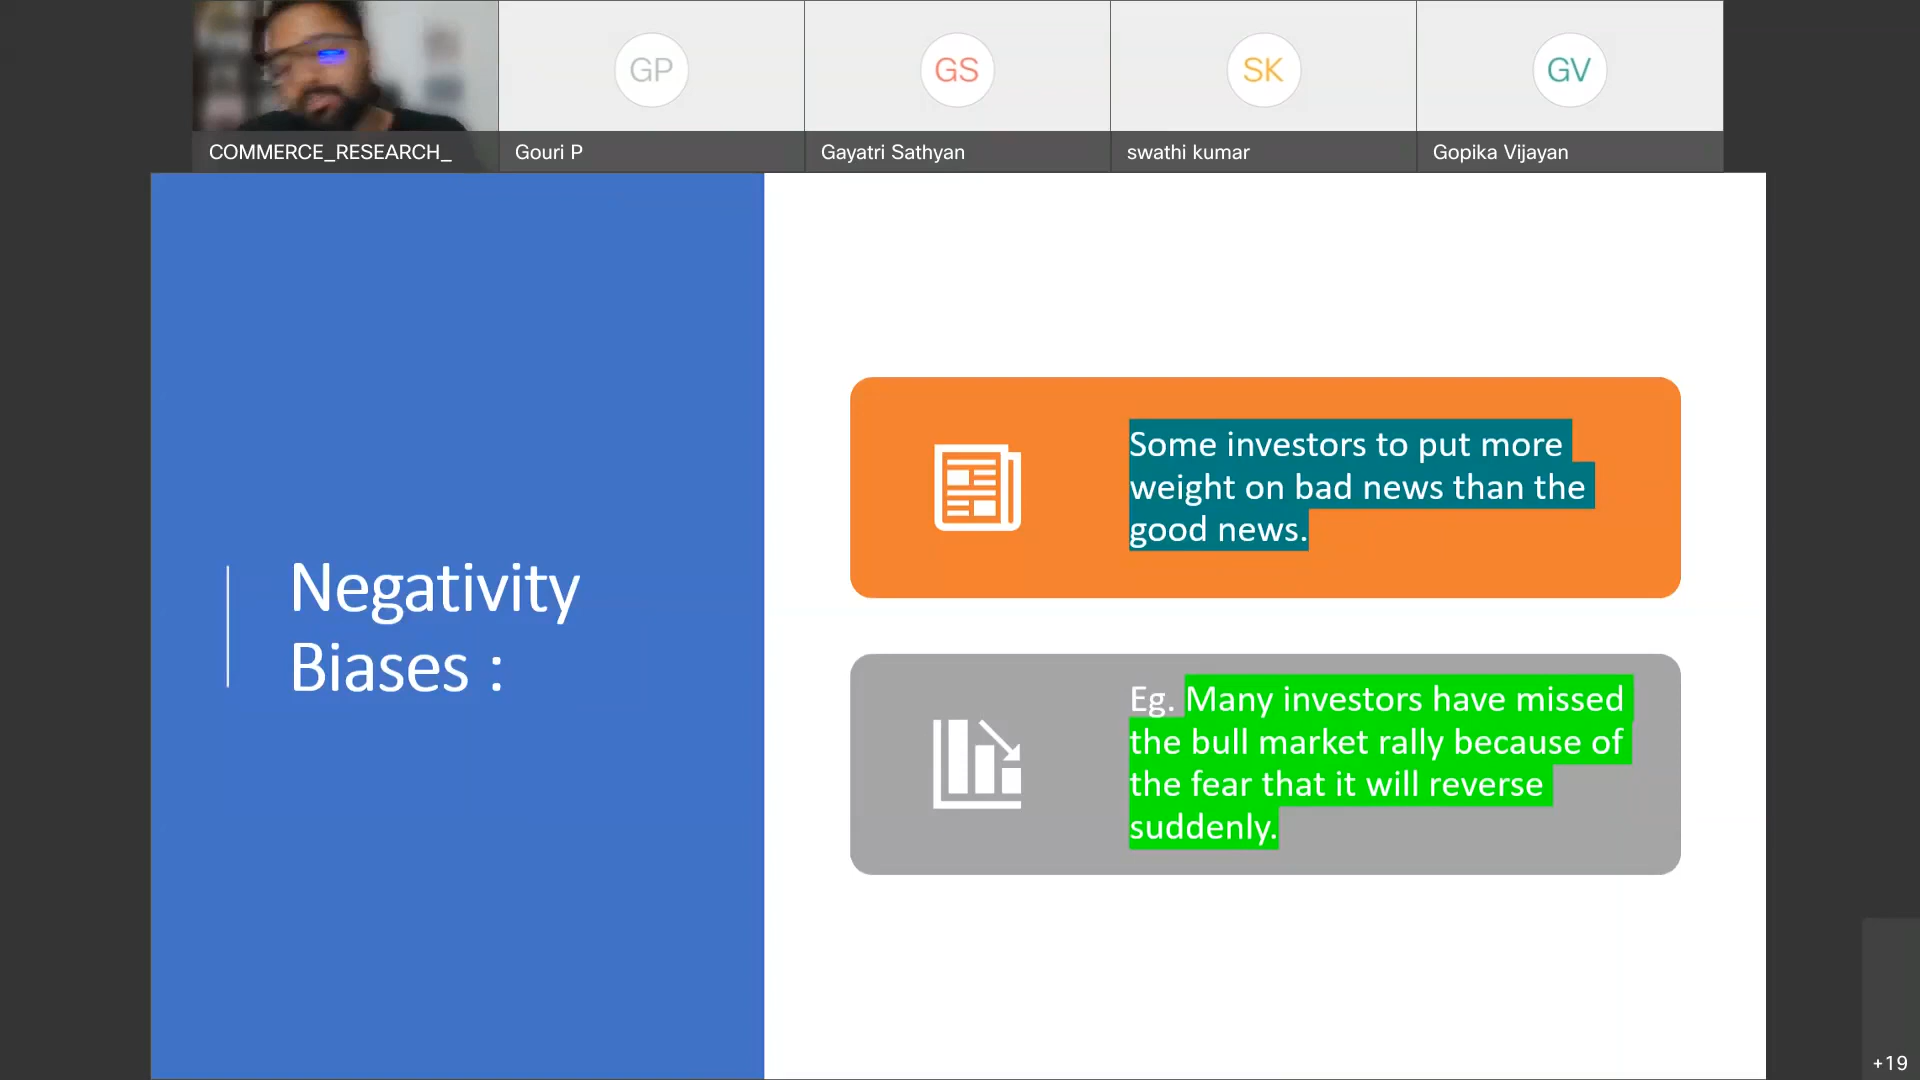 GP
GS
SK
GV
COMMERCE_RESEARCH_
Gouri P
Gayatri Sathyan
swathi kumar
Gopika Vijayan
Negativity
Biases :
Some investors to put more
weight on bad news than the
good news.
Eg. Many investors have missed
the bull market rally because of
the fear that it will reverse
suddenly.
+19